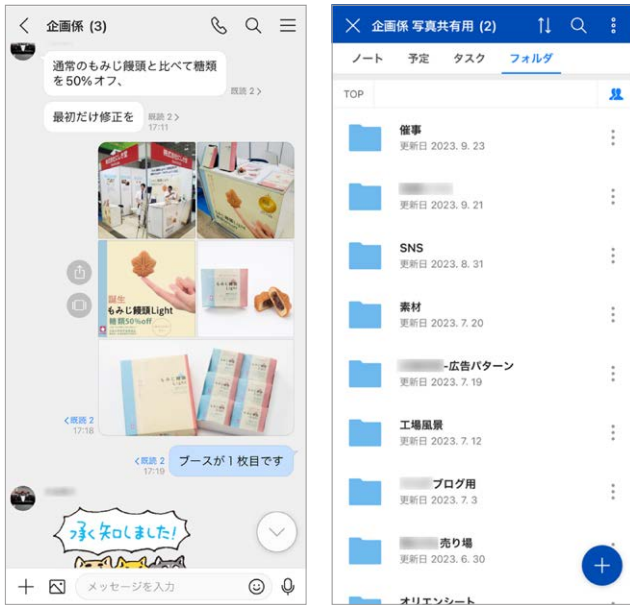 企画係 (3)
通常のもみじ饅頭と比べて糖類
を50%オフ、
既読 2
最初だけ修正を
既読 2
17:11
誕生
もみじ饅頭Light
糖類50%off
もみじ饅頭
Light
既読 2
17:18
既読 2
17:19
ブースが1枚目です
承知しました!
メッセージを入力
企画係 写真共有用 (2)
ノート 予定 タスク フォルダ
TOP
催事
更新日 2023. 9. 23
更新日 2023. 9. 21
SNS
更新日 2023. 8. 31
素材
更新日 2023. 7. 20
-広告パターン
更新日 2023. 7. 19
工場風景
更新日 2023. 7. 12
ブログ用
更新日 2023. 7. 3
売り場
更新日 2023. 6. 30
オリエンシート